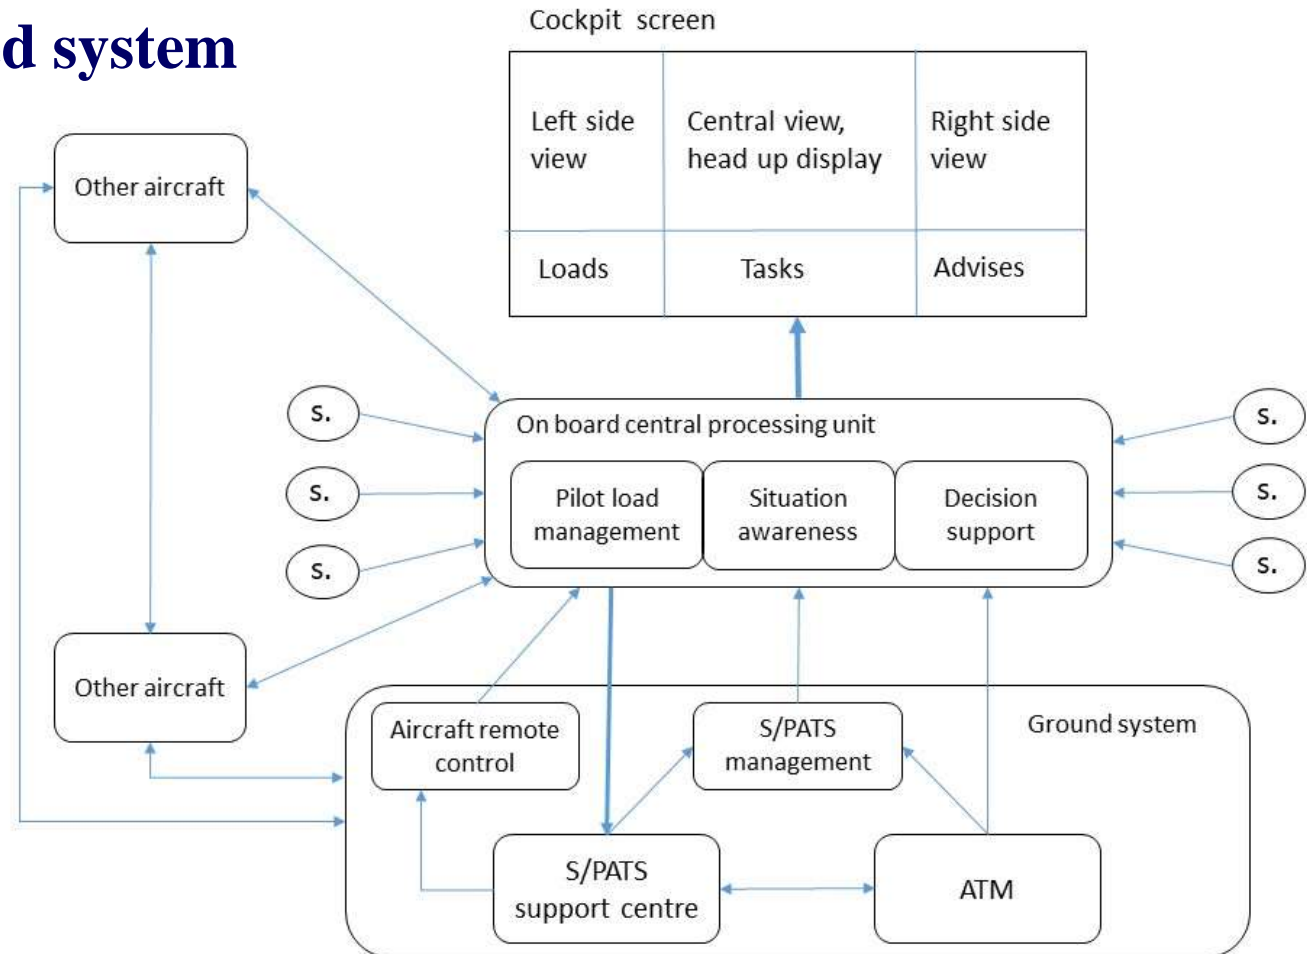 d system
Cockpit screen
Left side
view
Central view,
head up display
Right side
view
Loads
Tasks
Advises
Other aircraft
s.
s.
s.
On board central processing unit
Pilot load
management
Situation
awareness
Decision
support
s.
s.
s.
Other aircraft
Ground system
Aircraft remote
control
S/PATS
management
S/PATS
support centre
ATM